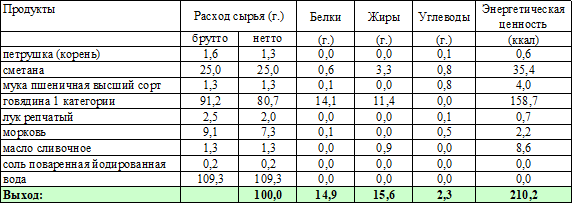 Продукты Расход сырья (г.) Белки Жиры Углеводы Энергетическая ценность
брутто нетто (г.) (г.) (г.) (ккал)
петрушка (корень) 1,6 1,3 0,0 0,0 0,1 0,6
сметана 25,0 25,0 0,6 3,3 0,8 35,4
мука пшеничная высший сорт 1,3 1,3 0,1 0,0 0,8 4,0
говядина 1 категории 91,2 80,7 14,1 11,4 0,0 158,7
лук репчатый 2,5 2,0 0,0 0,0 0,1 0,7
морковь 9,1 7,3 0,1 0,0 0,5 2,2
масло сливочное 1,3 1,3 0,0 0,9 0,0 8,6
соль поваренная йодированная 0,2 0,2 0,0 0,0 0,0 0,0
вода 109,3 109,3 0,0 0,0 0,0 0,0
Выход: 100,0 14,9 15,6 2,3 210,2